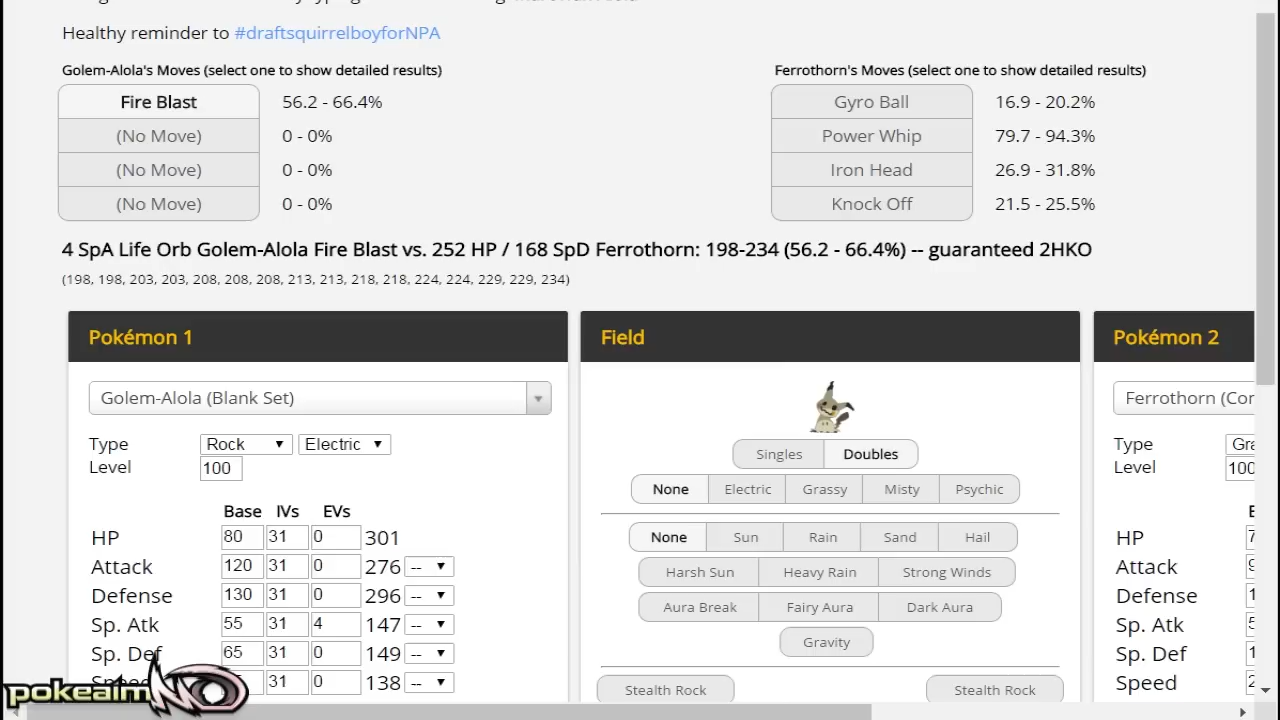 Healthy reminder to #draftsquirrelboyforNPA
Golem-Alola's Moves (select one to show detailed results)
Fire Blast 56.2 - 66.4%
(No Move) 0 - 0%
(No Move) 0 - 0%
(No Move) 0 - 0%
Ferrothorn's Moves (select one to show detailed results)
Gyro Ball 16.9 - 20.2%
Power Whip 79.7 - 94.3%
Iron Head 26.9 - 31.8%
Knock Off 21.5 - 25.5%
4 SpA Life Orb Golem-Alola Fire Blast vs. 252 HP / 168 SpD Ferrothorn: 198-234 (56.2 - 66.4%) -- guaranteed 2HKO
(198, 198, 203, 203, 208, 208, 208, 213, 213, 218, 218, 224, 224, 229, 229, 234)
Pokémon 1
Golem-Alola (Blank Set)
Type Rock Electric
Level 100
Base IVs EVs
HP 80 31 0 301
Attack 120 31 0 276 --
Defense 130 31 0 296 --
Sp. Atk 55 31 4 147 --
Sp. Def 65 31 0 149 --
31 0 138 --
Field
Singles Doubles
None Electric Grassy Misty Psychic
None Sun Rain Sand Hail
Harsh Sun Heavy Rain Strong Winds
Aura Break Fairy Aura Dark Aura
Gravity
Stealth Rock Stealth Rock
Pokémon 2
Ferrothorn (Cor
Type Gra
Level 100
HP
Attack
Defense
Sp. Atk
Sp. Def
Speed
pokeaim